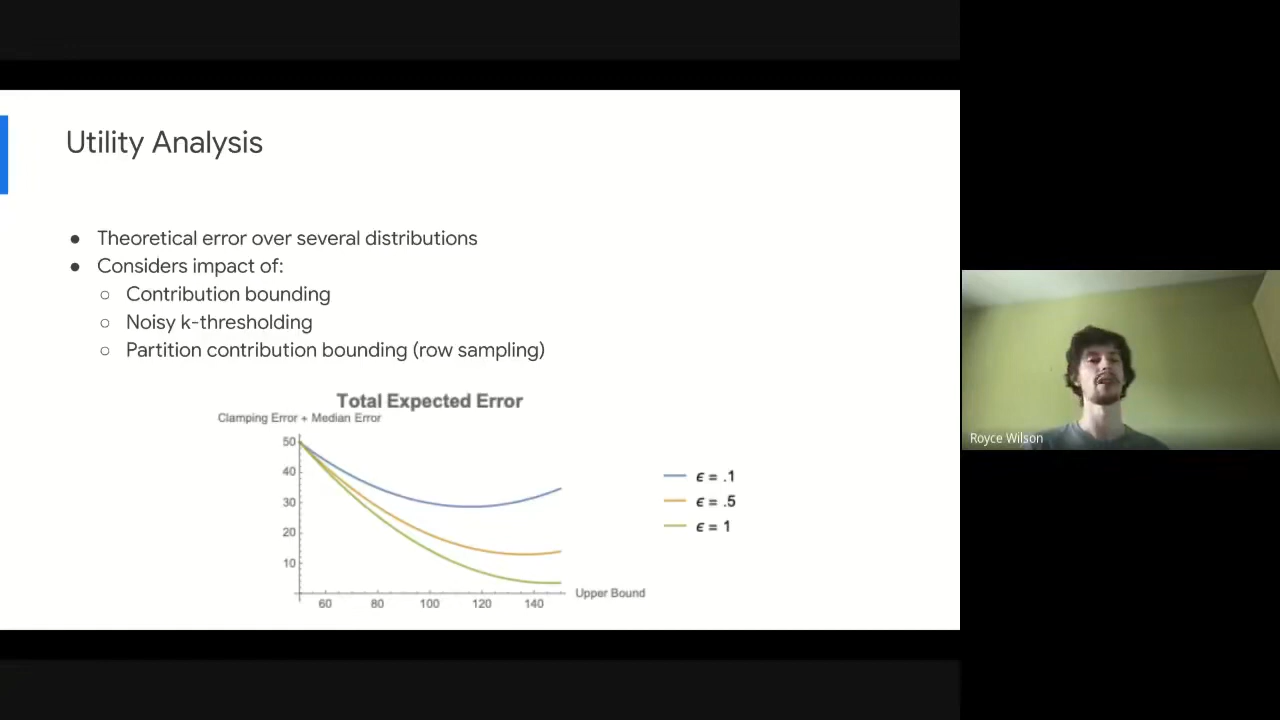 Utility Analysis
● Theoretical error over several distributions
● Considers impact of:
○ Contribution bounding
○ Noisy k-thresholding
○ Partition contribution bounding (row sampling)
Total Expected Error
Clamping Error + Median Error
50
40
30
20
10
60 80 100 120 140
Upper Bound
ϵ = .1
ϵ = .5
ϵ = 1
Royce Wilson